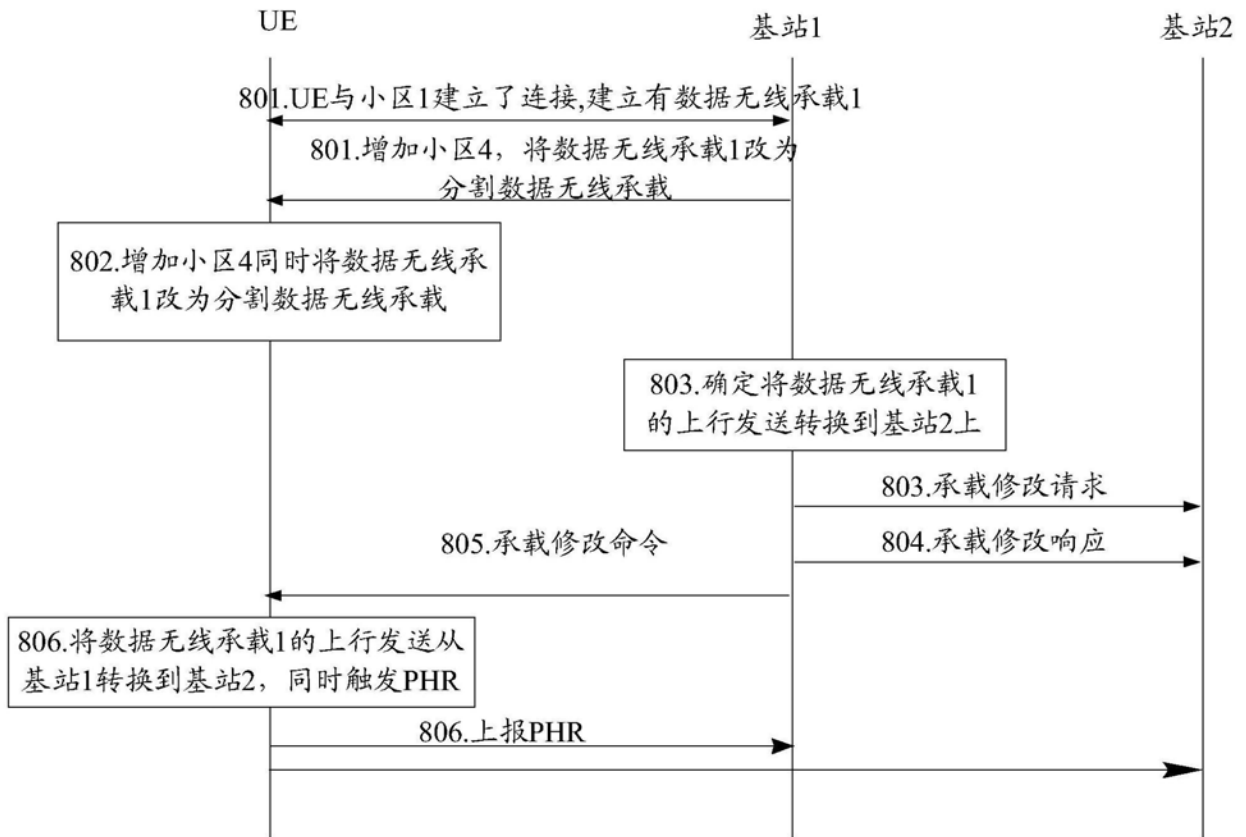 UE
基站1
基站2
801.UE与小区1建立了连接,建立有数据无线承载1
801.增加小区4，将数据无线承载1改为
分割数据无线承载
802.增加小区4同时将数据无线承
载1改为分割数据无线承载
803.确定将数据无线承载1
的上行发送转换到基站2上
803.承载修改请求
804.承载修改响应
805.承载修改命令
806.将数据无线承载1的上行发送从
基站1转换到基站2，同时触发PHR
806.上报PHR